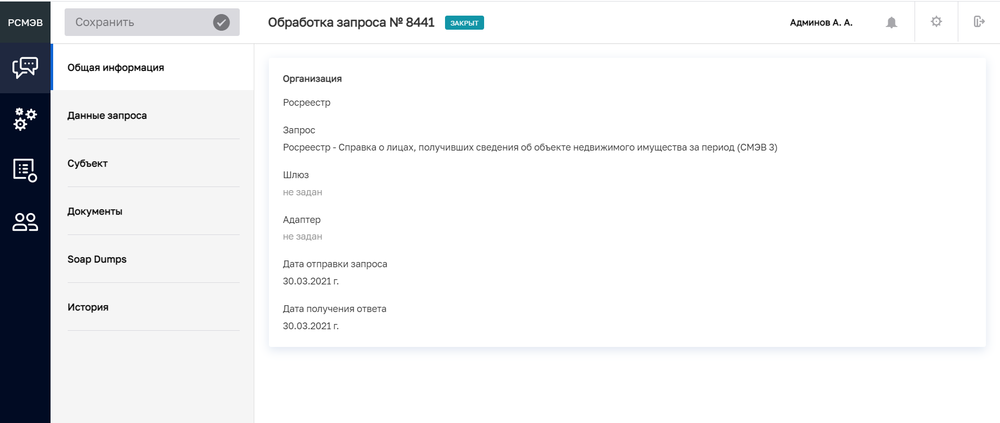 РСМЭВ
Сохранить
Обработка запроса № 8441
ЗАКРЫТ
Админов А. А.
Общая информация
Данные запроса
Субъект
Документы
Soap Dumps
История
Организация
Росреестр
Запрос
Росреестр - Справка о лицах, получивших сведения об объекте недвижимого имущества за период (СМЭВ 3)
Шлюз
не задан
Адаптер
не задан
Дата отправки запроса
30.03.2021 г.
Дата получения ответа
30.03.2021 г.